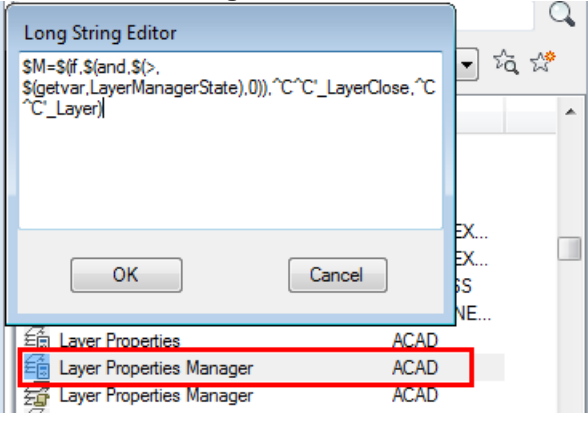 Long String Editor
$M=$(if,$(and,$(>,
$(getvar,LayerManagerState),0)),^C^C'_LayerClose,^C
^C'_Layer)
EX...
EX...
OK Cancel
SS
NE...
Layer Properties ACAD
Layer Properties Manager ACAD
Layer Properties Manager ACAD